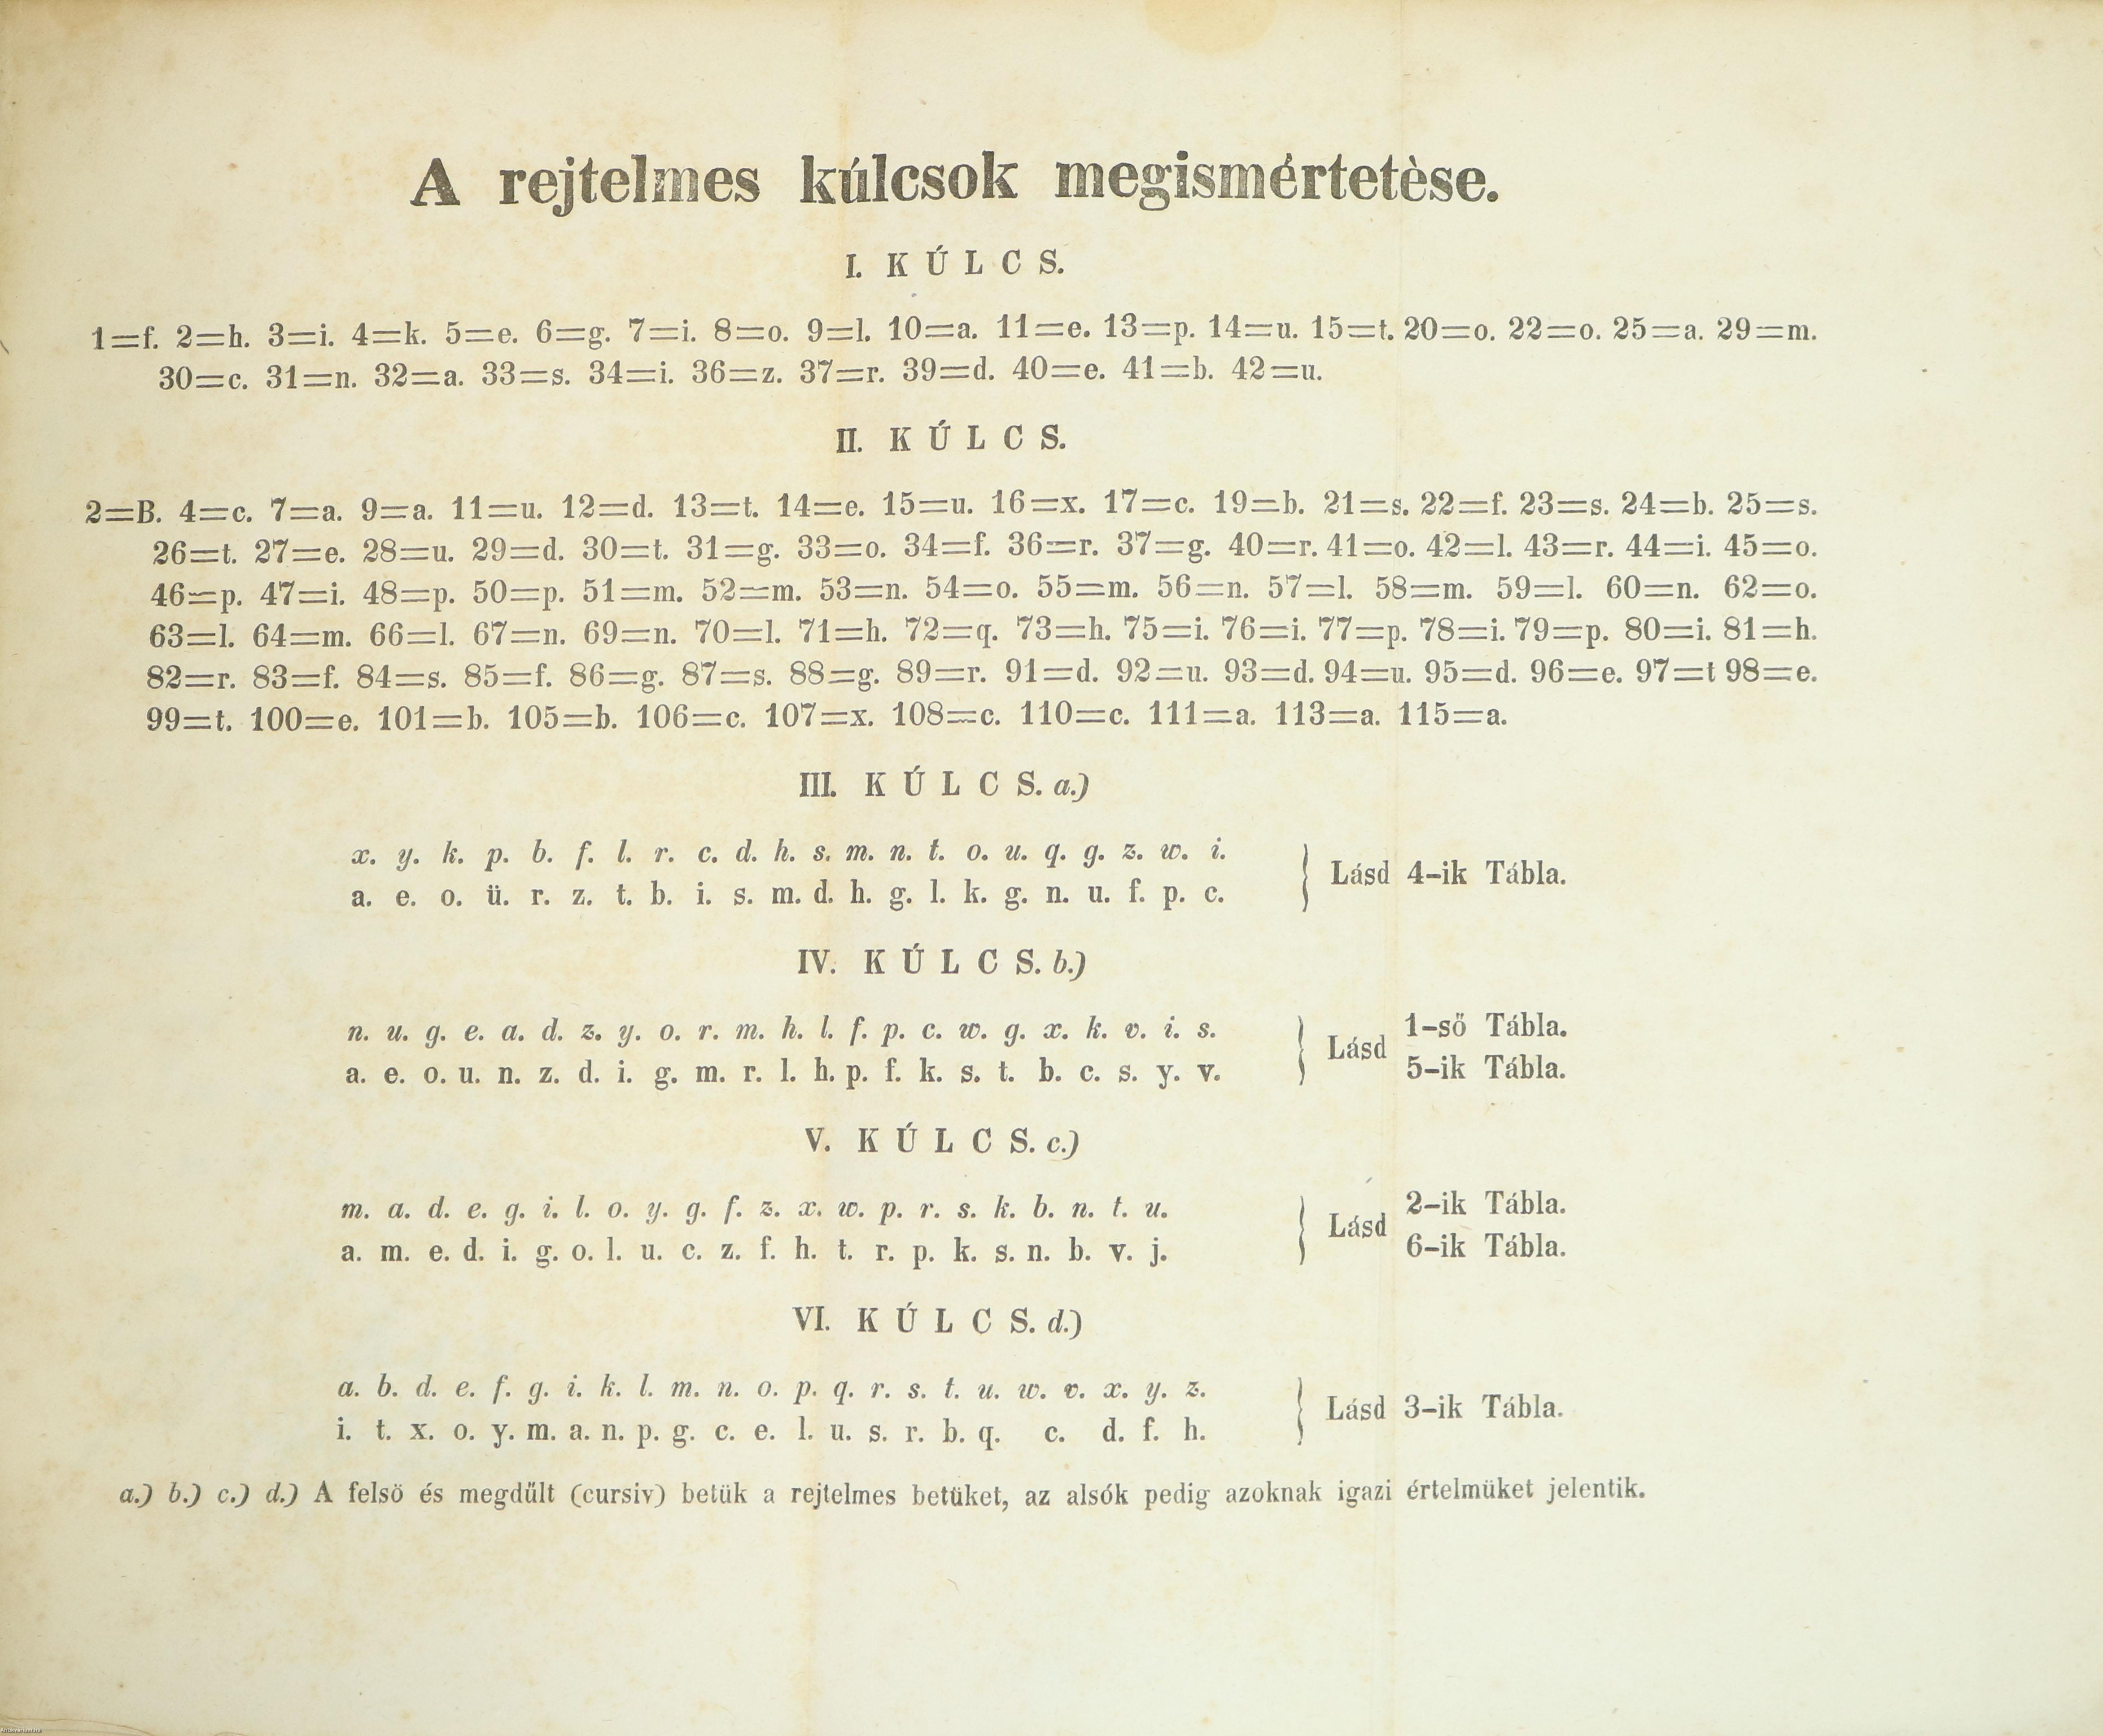 A rejtelmes kúlcsok megismértetèse.
I. KÚLCS.
1=f. 2=h. 3=i. 4=k. 5=e. 6=g. 7=i. 8=o. 9=l. 10=a. 11=e. 13=p. 14=u. 15=t. 20=o. 22=o. 25=a. 29=m.
30=c. 31=n. 32=a. 33=s. 34=i. 36=z. 37=r. 39=d. 40=e. 41=b. 42=u.
II. KÚLCS.
2=B. 4=c. 7=a. 9=a. 11=u. 12=d. 13=t. 14=e. 15=u. 16=x. 17=c. 19=b. 21=s. 22=f. 23=s. 24=b. 25=s.
26=t. 27=e. 28=u. 29=d. 30=t. 31=g. 33=o. 34=f. 36=r. 37=g. 40=r. 41=o. 42=l. 43=r. 44=i. 45=o.
46=p. 47=i. 48=p. 50=p. 51=m. 52=m. 53=n. 54=o. 55=m. 56=n. 57=l. 58=m. 59=l. 60=n. 62=o.
63=l. 64=m. 66=l. 67=n. 69=n. 70=l. 71=h. 72=q. 73=h. 75=i. 76=i. 77=p. 78=i. 79=p. 80=i. 81=h.
82=r. 83=f. 84=s. 85=f. 86=g. 87=s. 88=g. 89=r. 91=d. 92=u. 93=d. 94=u. 95=d. 96=e. 97=t 98=e.
99=t. 100=e. 101=b. 105=b. 106=c. 107=x. 108=c. 110=c. 111=a. 113=a. 115=a.
III. KÚLCS. a.)
x. y. k. p. b. f. l. r. c. d. h. s. m. n. t. o. u. q. g. z. w. i.
a. e. o. ü. r. z. t. b. i. s. m. d. h. g. l. k. g. n. u. f. p. c.
Lásd 4-ik Tábla.
IV. KÚLCS. b.)
n. u. g. e. a. d. z. y. o. r. m. h. l. f. p. c. w. g. x. k. v. i. s.
a. e. o. u. n. z. d. i. g. m. r. l. h. p. f. k. s. t. b. c. s. y. v.
Lásd
1-ső Tábla.
5-ik Tábla.
V. KÚLCS. c.)
m. a. d. e. g. i. l. o. y. g. f. z. x. w. p. r. s. k. b. n. t. u.
a. m. e. d. i. g. o. l. u. c. z. f. h. t. r. p. k. s. n. b. v. j.
Lásd
2-ik Tábla.
6-ik Tábla.
VI. KÚLCS. d.)
a. b. d. e. f. g. i. k. l. m. n. o. p. q. r. s. t. u. w. v. x. y. z.
i. t. x. o. y. m. a. n. p. g. c. e. l. u. s. r. b. q. c. d. f. h.
Lásd 3-ik Tábla.
a.) b.) c.) d.) A felsö és megdűlt (cursiv) betük a rejtelmes betüket, az alsók pedig azoknak igazi értelmüket jelentik.